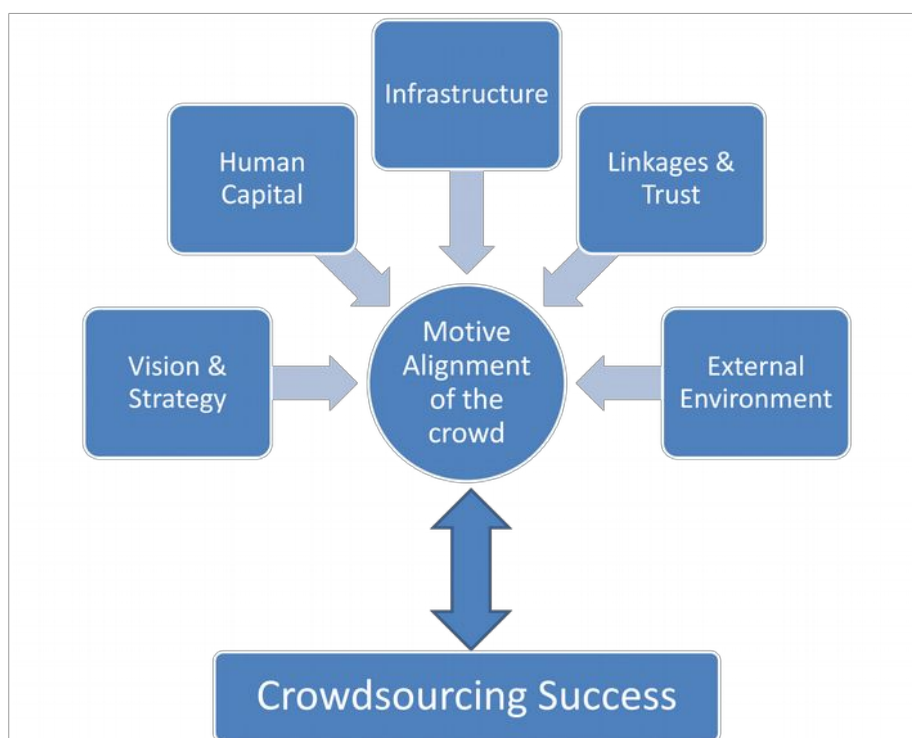 Infrastructure
Human
Capital
Linkages &
Trust
Vision &
Strategy
Motive
Alignment
of the
crowd
External
Environment
Crowdsourcing Success